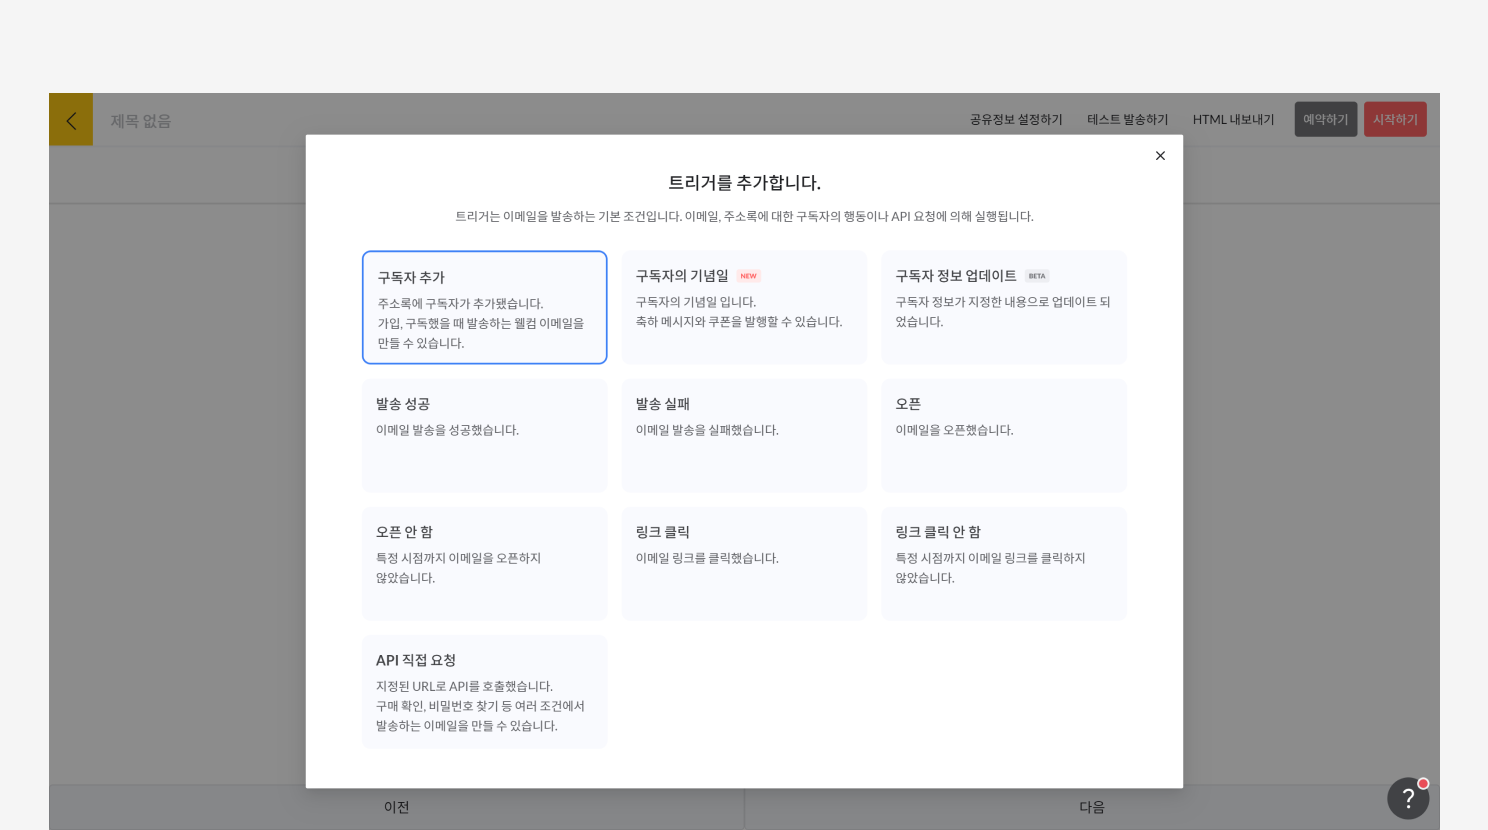 제목 없음
공유정보 설정하기
테스트 발송하기
HTML 내보내기
예약하기
시작하기
트리거를 추가합니다.
트리거는 이메일을 발송하는 기본 조건입니다. 이메일, 주소록에 대한 구독자의 행동이나 API 요청에 의해 실행됩니다.
구독자 추가
주소록에 구독자가 추가됐습니다.
가입, 구독했을 때 발송하는 웰컴 이메일을
만들 수 있습니다.
구독자의 기념일 NEW
구독자의 기념일 입니다.
축하 메시지와 쿠폰을 발행할 수 있습니다.
구독자 정보 업데이트 BETA
구독자 정보가 지정한 내용으로 업데이트 되
었습니다.
발송 성공
이메일 발송을 성공했습니다.
발송 실패
이메일 발송을 실패했습니다.
오픈
이메일을 오픈했습니다.
오픈 안 함
특정 시점까지 이메일을 오픈하지
않았습니다.
링크 클릭
이메일 링크를 클릭했습니다.
링크 클릭 안 함
특정 시점까지 이메일 링크를 클릭하지
않았습니다.
API 직접 요청
지정된 URL로 API를 호출했습니다.
구매 확인, 비밀번호 찾기 등 여러 조건에서
발송하는 이메일을 만들 수 있습니다.
이전
다음
?